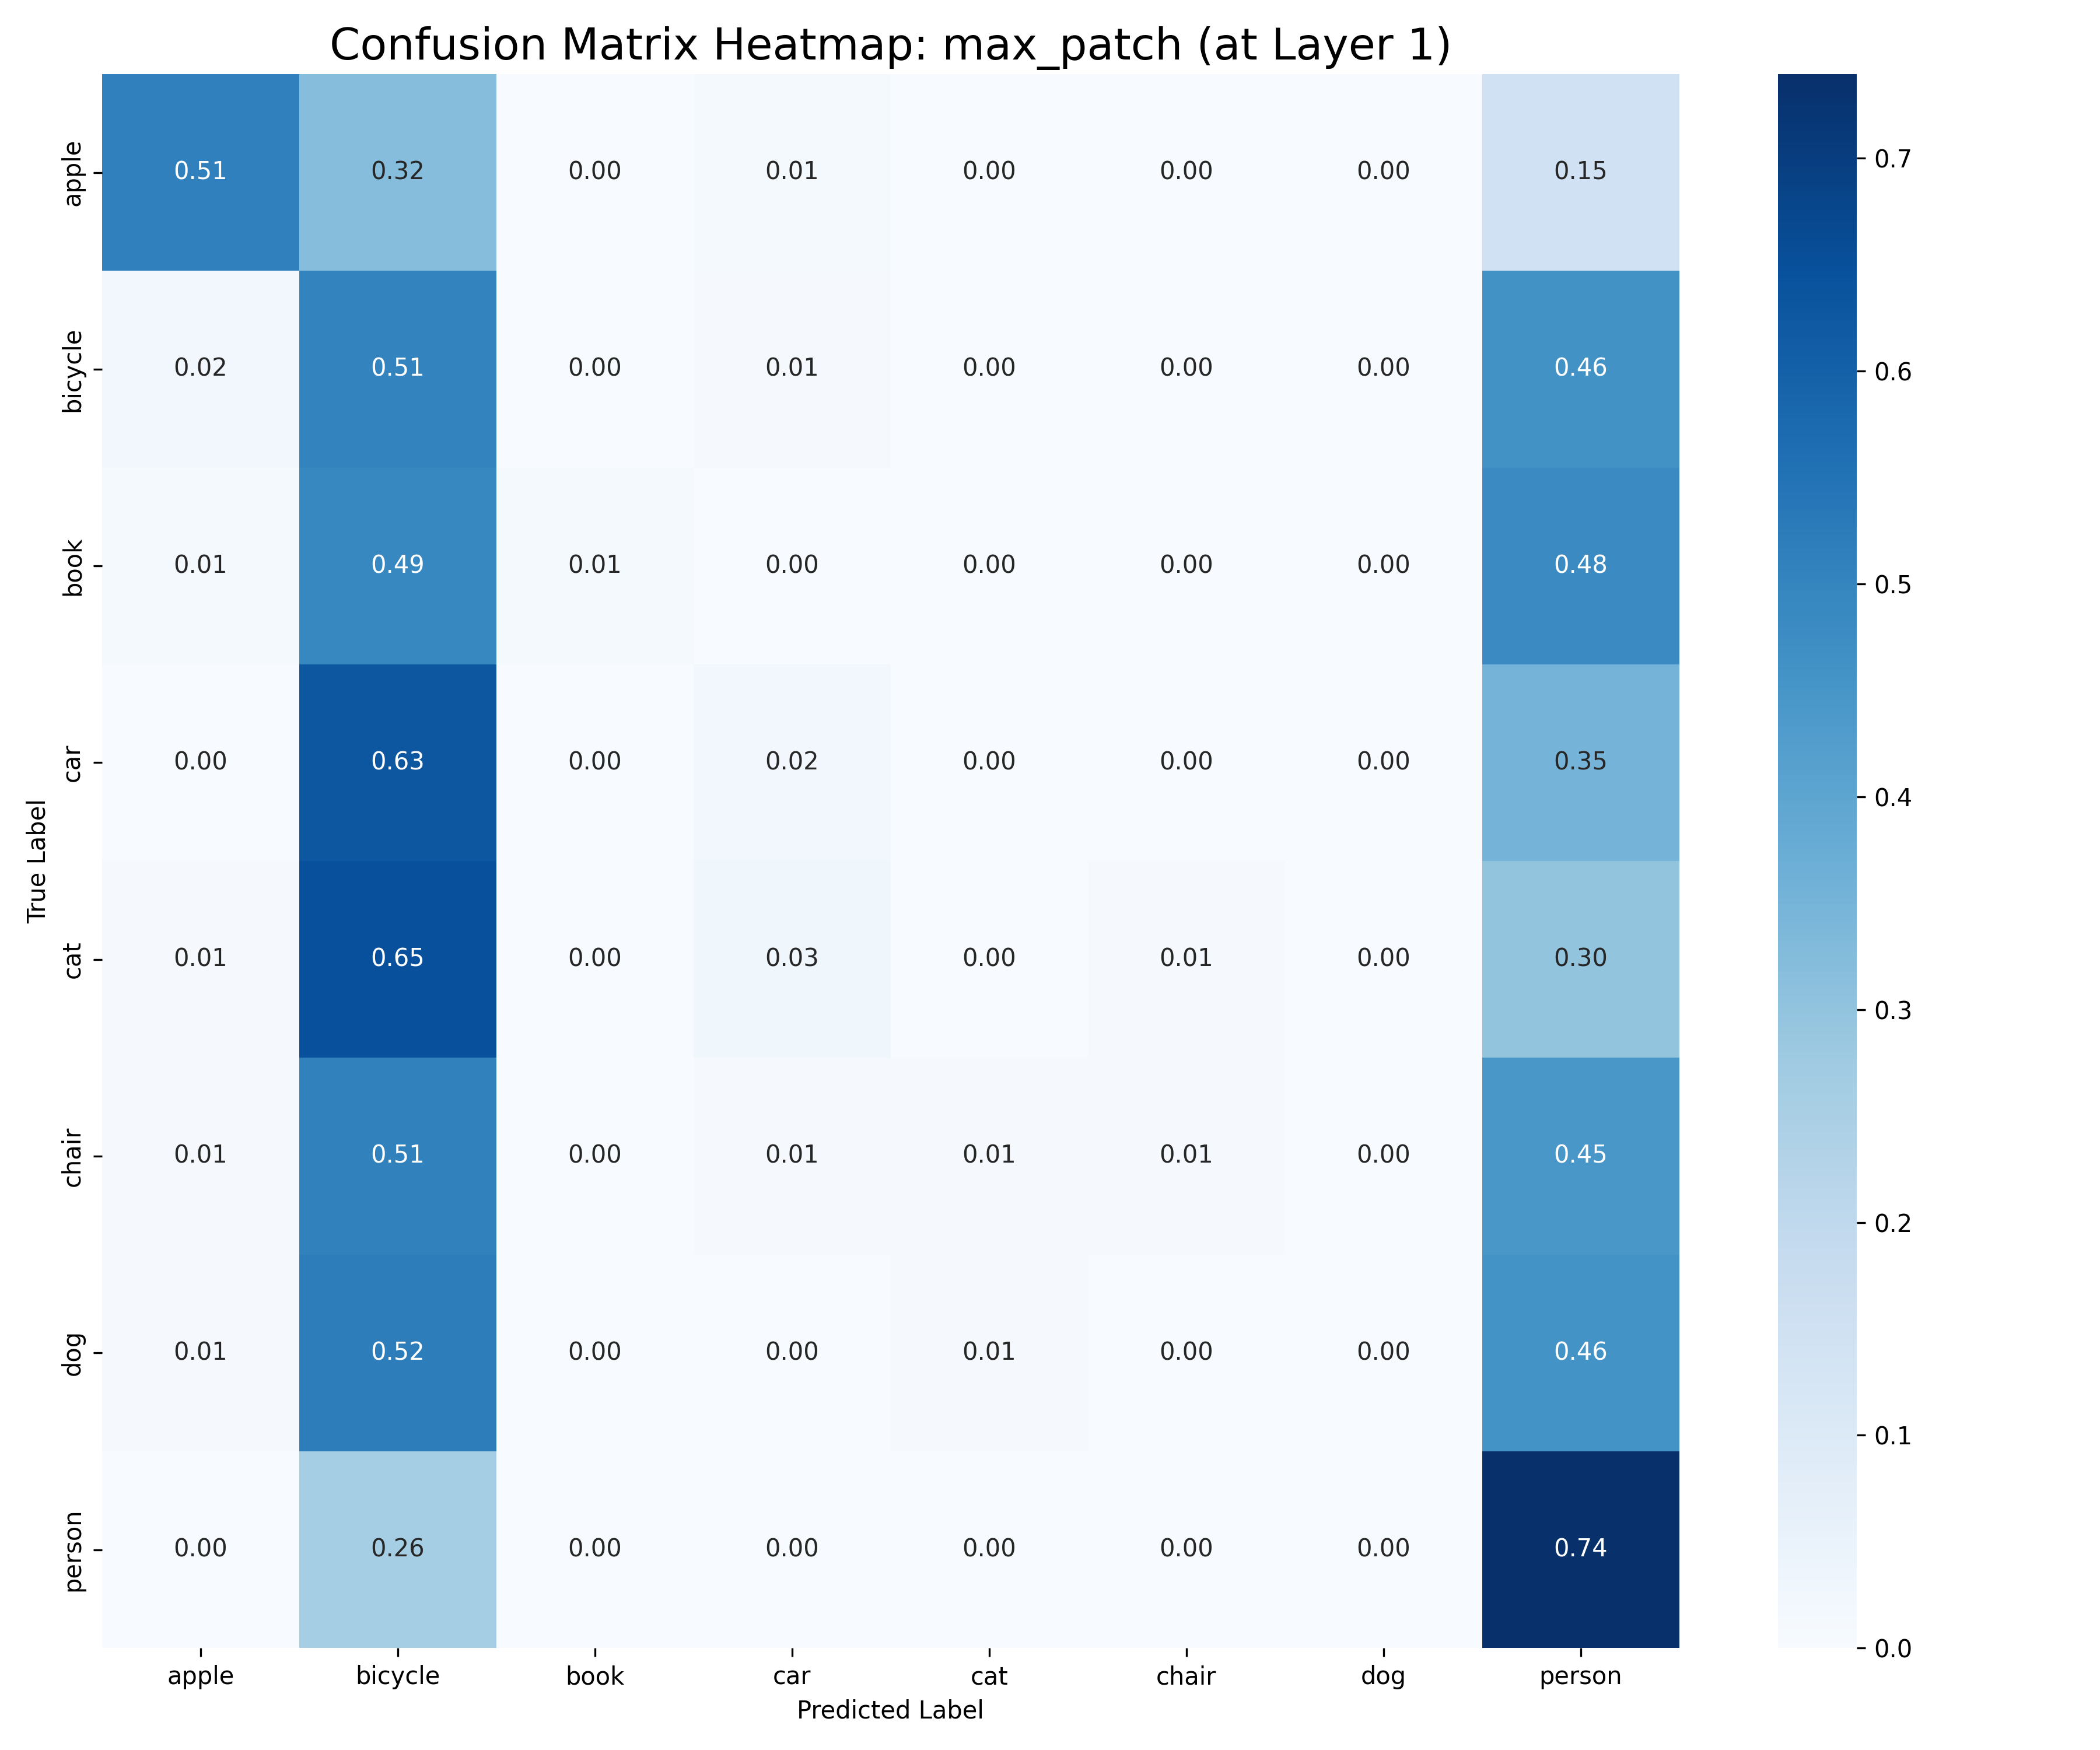 Confusion Matrix Heatmap: max_patch (at Layer 1)
True Label
apple 0.51 0.32 0.00 0.01 0.00 0.00 0.00 0.15
bicycle 0.02 0.51 0.00 0.01 0.00 0.00 0.00 0.46
book 0.01 0.49 0.01 0.00 0.00 0.00 0.00 0.48
car 0.00 0.63 0.00 0.02 0.00 0.00 0.00 0.35
cat 0.01 0.65 0.00 0.03 0.00 0.01 0.00 0.30
chair 0.01 0.51 0.00 0.01 0.01 0.01 0.00 0.45
dog 0.01 0.52 0.00 0.00 0.01 0.00 0.00 0.46
person 0.00 0.26 0.00 0.00 0.00 0.00 0.00 0.74
apple bicycle book car cat chair dog person
Predicted Label
0.7
0.6
0.5
0.4
0.3
0.2
0.1
0.0